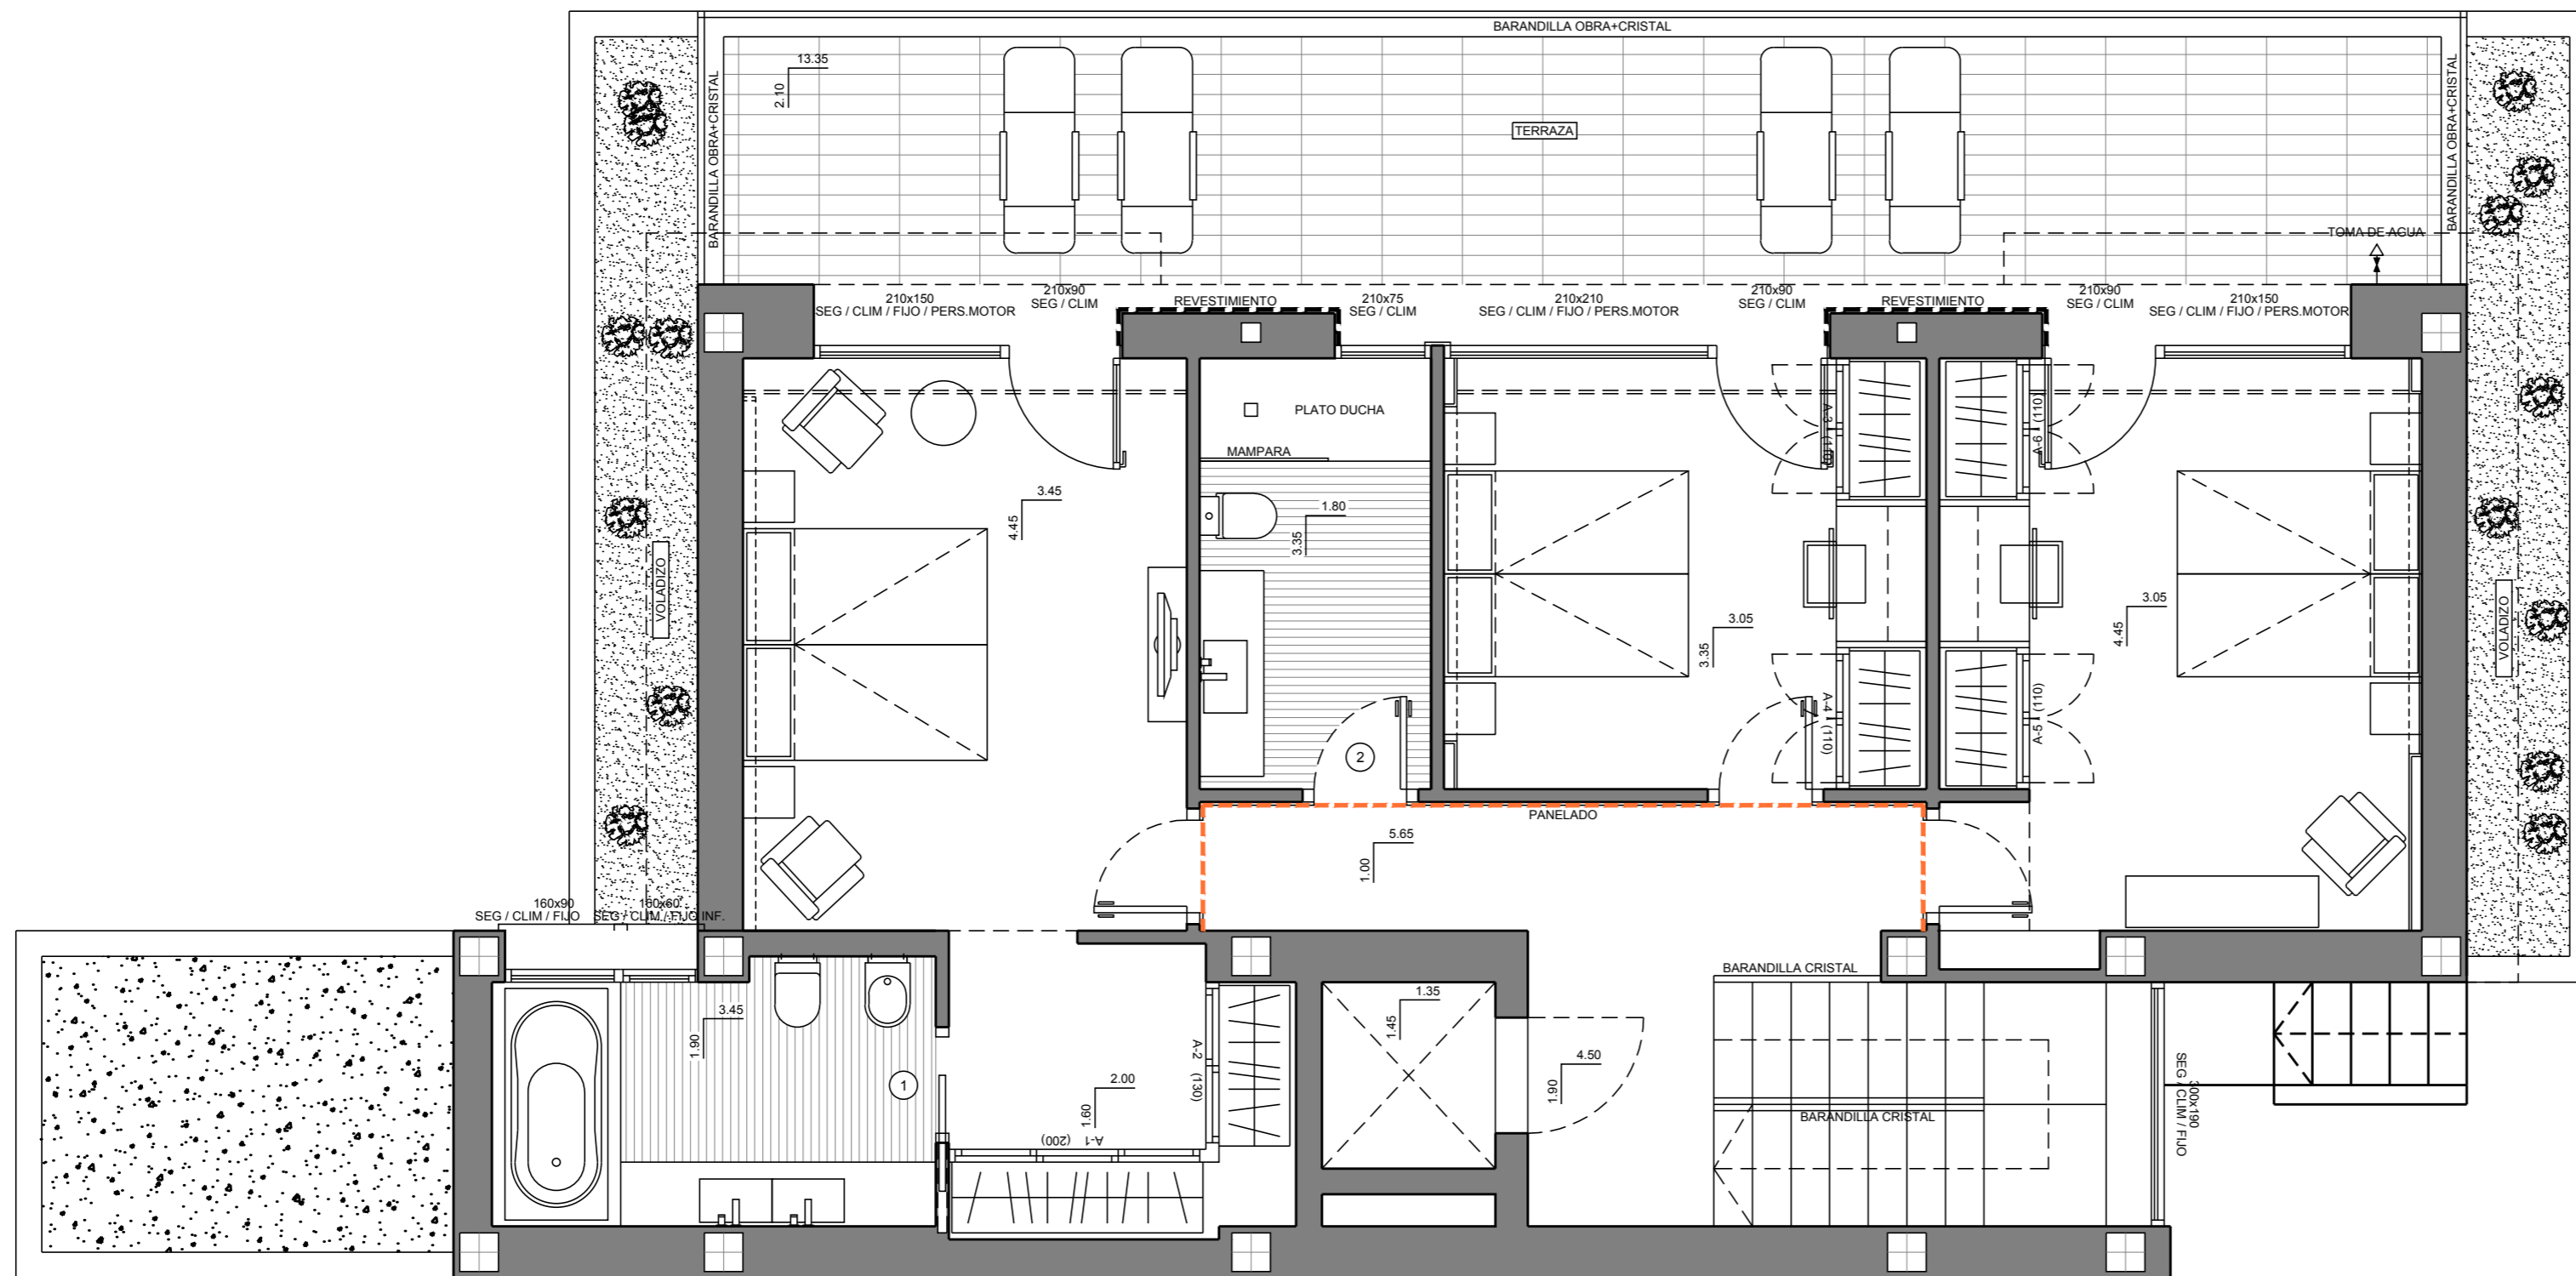 BARANDILLA OBRA+CRISTAL
13.35
2.10
BARANDILLA OBRA+CRISTAL
TERRAZA
BARANDILLA OBRA+CRISTAL
TOMA DE AGUA
210x150
SEG / CLIM / FIJO / PERS.MOTOR
210x90
SEG / CLIM
REVESTIMIENTO
210x75
SEG / CLIM
210x210
SEG / CLIM / FIJO / PERS.MOTOR
210x90
SEG / CLIM
REVESTIMIENTO
210x90
SEG / CLIM
210x150
SEG / CLIM / FIJO / PERS.MOTOR
PLATO DUCHA
MAMPARA
A-3 (110)
A-6 (110)
3.45
4.45
1.80
3.35
3.05
3.35
3.05
4.45
VOLADIZO
VOLADIZO
A-4 (110)
A-5 (110)
2
PANELADO
5.65
1.00
160x90
SEG / CLIM / FIJO
160x60
SEG / CLIM / FIJO INF.
BARANDILLA CRISTAL
3.45
1.90
1
A-2 (130)
2.00
1.60
A-1 (200)
1.35
1.45
4.50
1.90
BARANDILLA CRISTAL
300x190
SEG / CLIM / FIJO